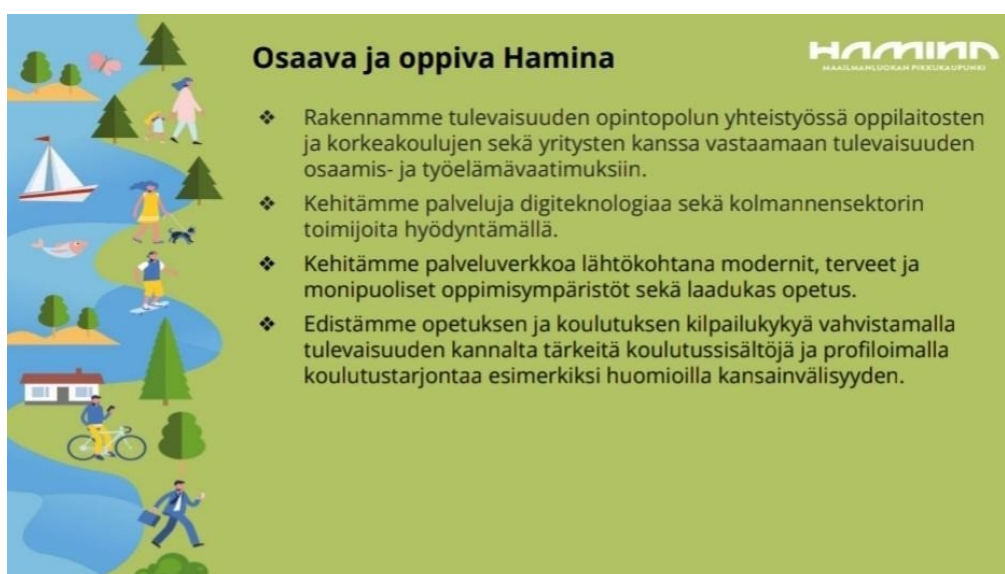 Osaava ja oppiva Hamina
HAMINA
MAAILMANLUOKAN PIKKUKAUPUNKI
❖ Rakennamme tulevaisuuden opintopolun yhteistyössä oppilaitosten
ja korkeakoulujen sekä yritysten kanssa vastaamaan tulevaisuuden
osaamis- ja työelämävaatimuksiin.
❖ Kehitämme palveluja digiteknologiaa sekä kolmannensektorin
toimijoita hyödyntämällä.
❖ Kehitämme palveluverkkoa lähtökohtana modernit, terveet ja
monipuoliset oppimisympäristöt sekä laadukas opetus.
❖ Edistämme opetuksen ja koulutuksen kilpailukykyä vahvistamalla
tulevaisuuden kannalta tärkeitä koulutussisältöjä ja profiloimalla
koulutustarjontaa esimerkiksi huomioilla kansainvälisyyden.